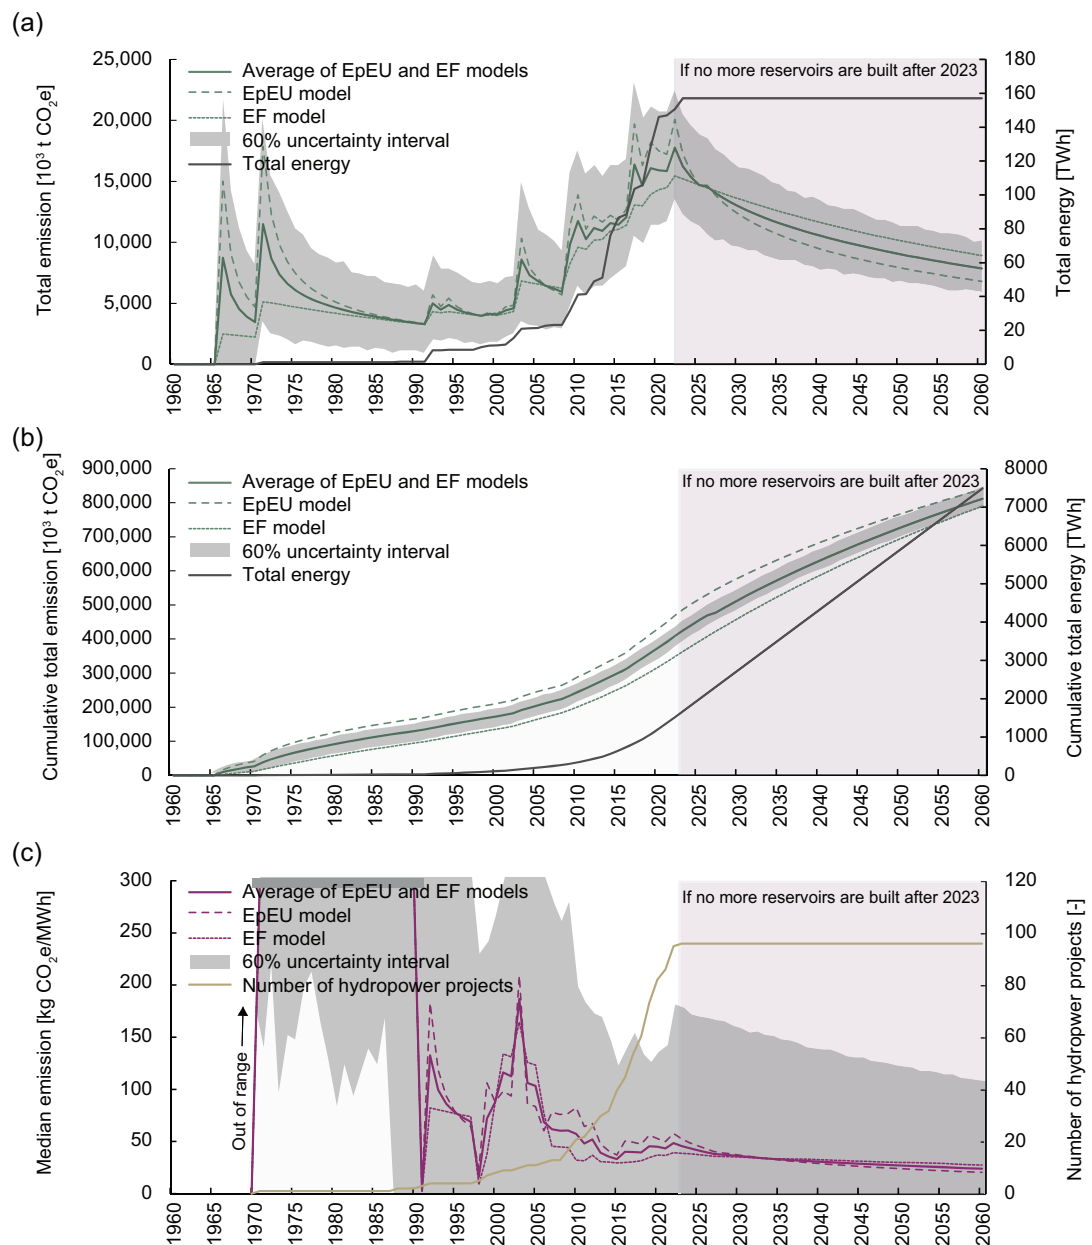 (a)
25,000
20,000
15,000
10,000
5,000
0
Total emission [10³ t CO₂e]
Average of EpEU and EF models
EpEU model
EF model
60% uncertainty interval
Total energy
If no more reservoirs are built after 2023
180
160
140
120
100
80
60
40
20
0
Total energy [TWh]
1960 1965 1970 1975 1980 1985 1990 1995 2000 2005 2010 2015 2020 2025 2030 2035 2040 2045 2050 2055 2060
(b)
900,000
800,000
700,000
600,000
500,000
400,000
300,000
200,000
100,000
0
Cumulative total emission [10³ t CO₂e]
Average of EpEU and EF models
EpEU model
EF model
60% uncertainty interval
Total energy
If no more reservoirs are built after 2023
8000
7000
6000
5000
4000
3000
2000
1000
0
Cumulative total energy [TWh]
1960 1965 1970 1975 1980 1985 1990 1995 2000 2005 2010 2015 2020 2025 2030 2035 2040 2045 2050 2055 2060
(c)
300
250
200
150
100
50
0
Median emission [kg CO₂e/MWh]
Average of EpEU and EF models
EpEU model
EF model
60% uncertainty interval
Number of hydropower projects
Out of range
If no more reservoirs are built after 2023
120
100
80
60
40
20
0
Number of hydropower projects [-]
1960 1965 1970 1975 1980 1985 1990 1995 2000 2005 2010 2015 2020 2025 2030 2035 2040 2045 2050 2055 2060